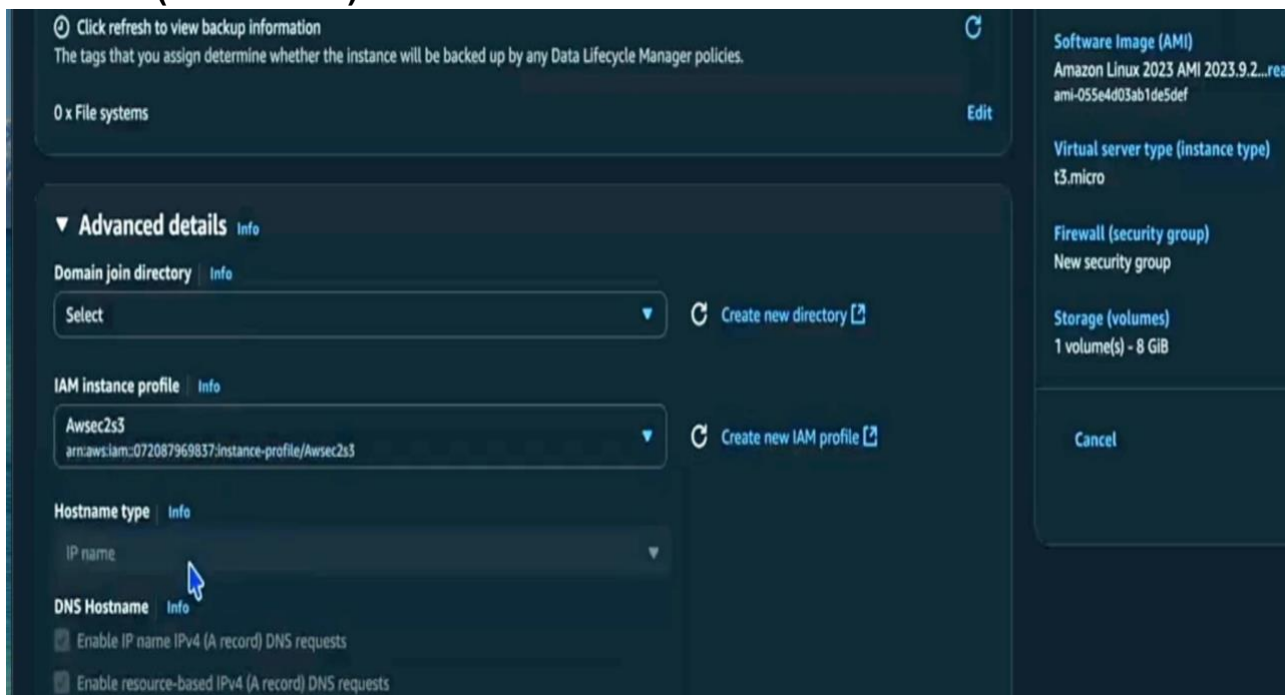 Click refresh to view backup information
The tags that you assign determine whether the instance will be backed up by any Data Lifecycle Manager policies.
0 x File systems
Edit
▼ Advanced details Info
Domain join directory | Info
Select
Create new directory
IAM instance profile | Info
Awsec2s3
arn:aws:iam::072087969837:instance-profile/Awsec2s3
Create new IAM profile
Hostname type | Info
IP name
DNS Hostname | Info
Enable IP name IPv4 (A record) DNS requests
Enable resource-based IPv4 (A record) DNS requests
Software Image (AMI)
Amazon Linux 2023 AMI 2023.9.2...rea
ami-055e4d03ab1de5def
Virtual server type (instance type)
t3.micro
Firewall (security group)
New security group
Storage (volumes)
1 volume(s) - 8 GiB
Cancel